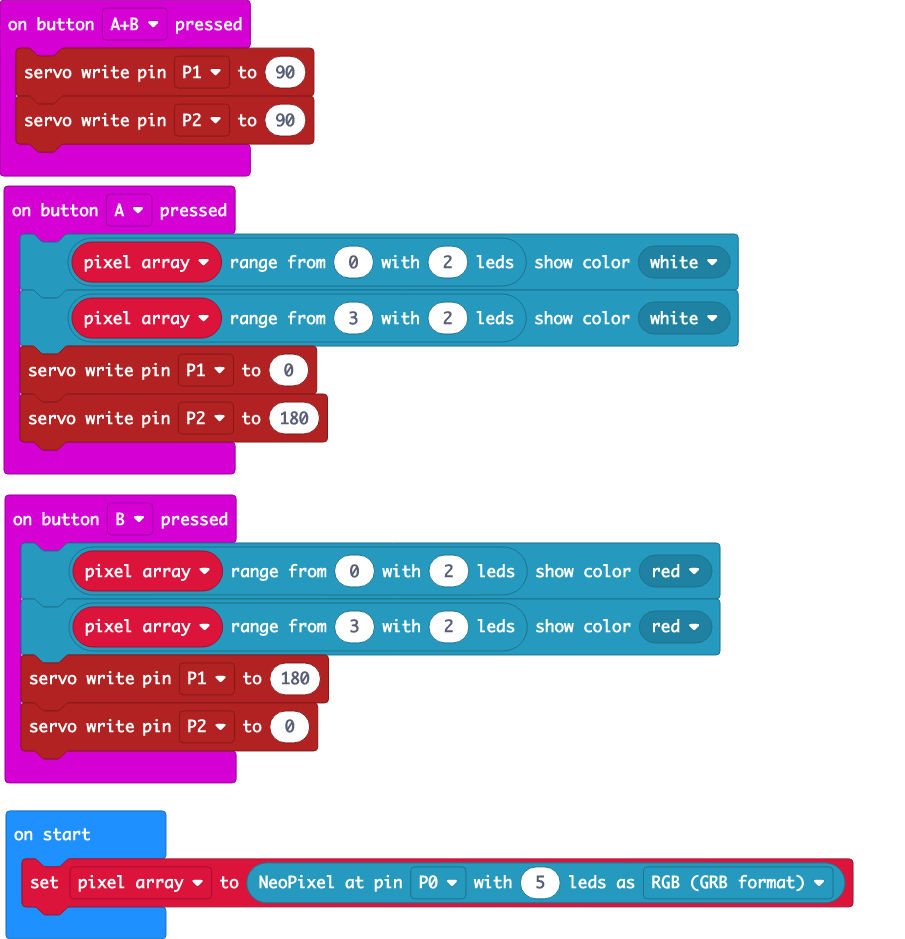 on button A+B pressed
servo write pin P1 to 90
servo write pin P2 to 90
on button A pressed
pixel array range from 0 with 2 leds show color white
pixel array range from 3 with 2 leds show color white
servo write pin P1 to 0
servo write pin P2 to 180
on button B pressed
pixel array range from 0 with 2 leds show color red
pixel array range from 3 with 2 leds show color red
servo write pin P1 to 180
servo write pin P2 to 0
on start
set pixel array to NeoPixel at pin P0 with 5 leds as RGB (GRB format)